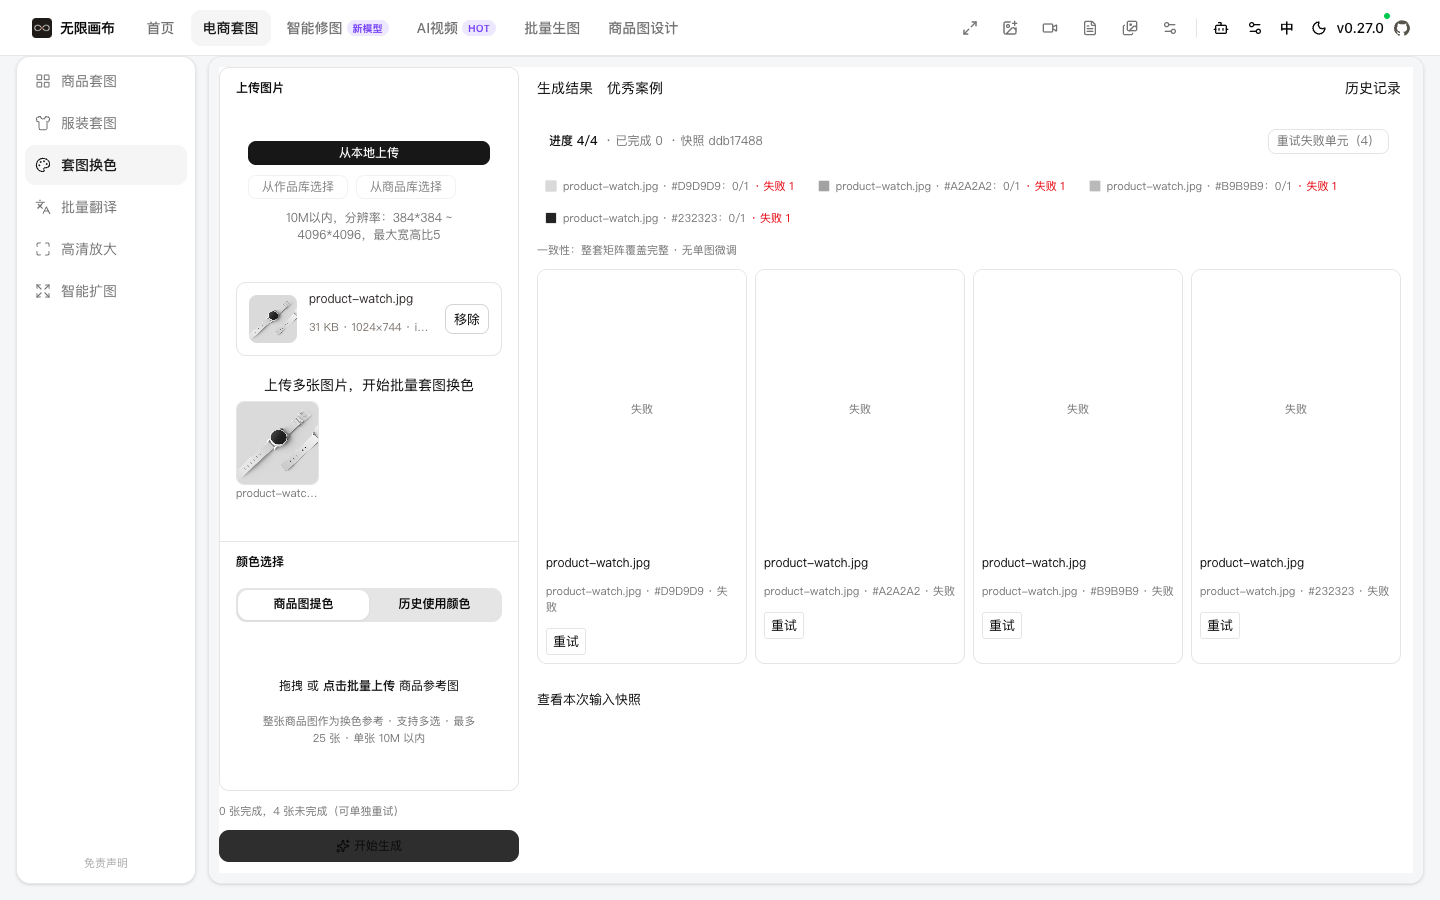 无限画布
首页
电商套图
智能修图 新模型
AI视频 HOT
批量生图
商品图设计
中
v0.27.0
商品套图
服装套图
套图换色
批量翻译
高清放大
智能扩图
免责声明
上传图片
从本地上传
从作品库选择
从商品库选择
10M以内，分辨率：384*384 ~
4096*4096，最大宽高比5
product-watch.jpg
31 KB · 1024×744 · i...
移除
上传多张图片，开始批量套图换色
product-watc...
颜色选择
商品图提色
历史使用颜色
拖拽 或 点击批量上传 商品参考图
整张商品图作为换色参考 · 支持多选 · 最多
25 张 · 单张 10M 以内
0 张完成，4 张未完成（可单独重试）
开始生成
生成结果
优秀案例
历史记录
进度 4/4 · 已完成 0 · 快照 ddb17488
重试失败单元（4）
product-watch.jpg · #D9D9D9：0/1 · 失败 1
product-watch.jpg · #A2A2A2：0/1 · 失败 1
product-watch.jpg · #B9B9B9：0/1 · 失败 1
product-watch.jpg · #232323：0/1 · 失败 1
一致性：整套矩阵覆盖完整 · 无单图微调
失败
product-watch.jpg
product-watch.jpg · #D9D9D9 · 失
败
重试
失败
product-watch.jpg
product-watch.jpg · #A2A2A2 · 失败
重试
失败
product-watch.jpg
product-watch.jpg · #B9B9B9 · 失败
重试
失败
product-watch.jpg
product-watch.jpg · #232323 · 失败
重试
查看本次输入快照